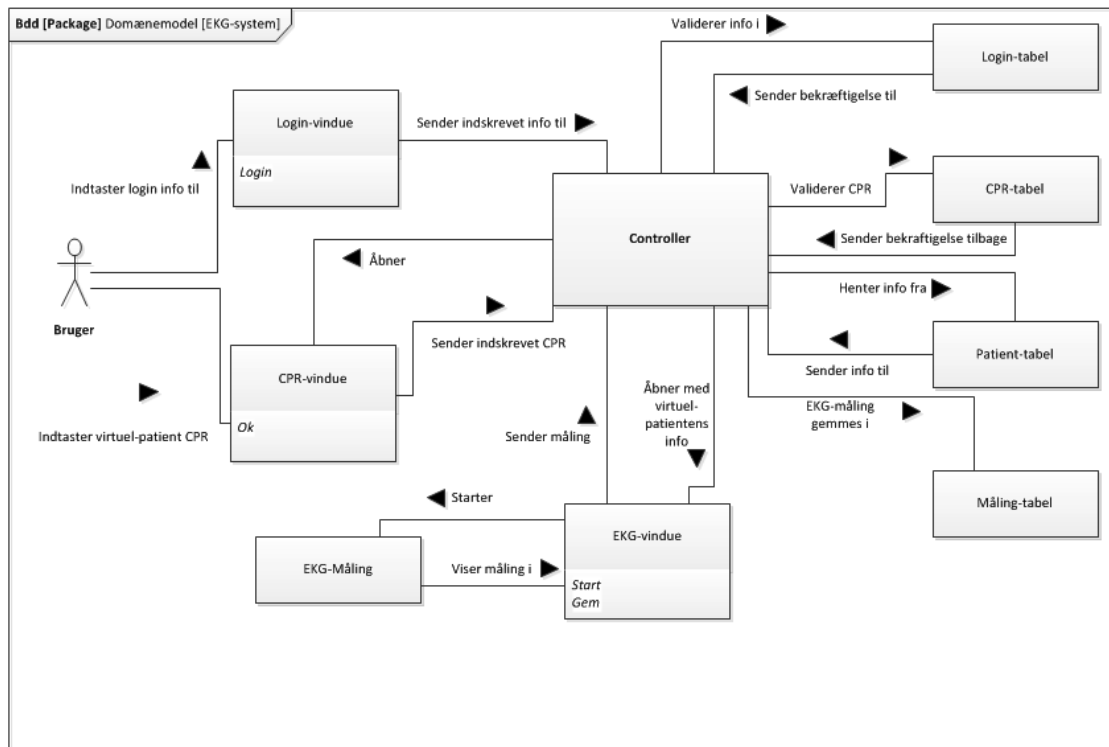 Bdd [Package] Domænemodel [EKG-system]
Validerer info i
Login-tabel
Sender bekræftigelse til
Login-vindue
Sender indskrevet info til
Login
Indtaster login info til
Validerer CPR
CPR-tabel
Controller
Sender bekraftigelse tilbage
Åbner
Henter info fra
Bruger
Sender indskrevet CPR
Patient-tabel
Sender info til
CPR-vindue
Ok
Indtaster virtuel-patient CPR
Åbner med
virtuel-
patientens
info
EKG-måling
gemmes i
Sender måling
Måling-tabel
Starter
EKG-vindue
EKG-Måling
Viser måling i
Start
Gem